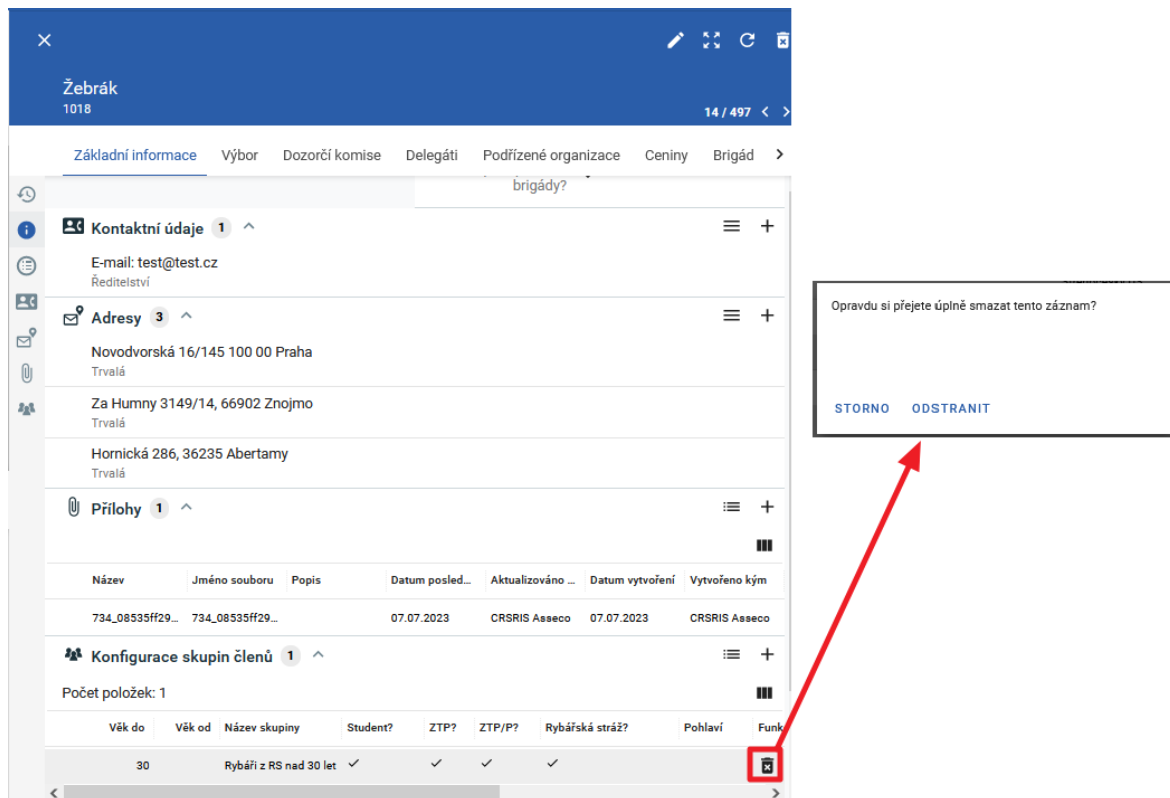 Žebrák
1018
14 / 497
Základní informace Výbor Dozorčí komise Delegáti Podřízené organizace Ceniny Brigád
brigády?
Kontaktní údaje 1
E-mail: test@test.cz
Ředitelství
Adresy 3
Novodvorská 16/145 100 00 Praha
Trvalá
Za Humny 3149/14, 66902 Znojmo
Trvalá
Hornická 286, 36235 Abertamy
Trvalá
Přílohy 1
Název Jméno souboru Popis Datum posled... Aktualizováno ... Datum vytvoření Vytvořeno kým
734_08535ff29... 734_08535ff29... 07.07.2023 CRSRIS Asseco 07.07.2023 CRSRIS Asseco
Konfigurace skupin členů 1
Počet položek: 1
Věk do Věk od Název skupiny Student? ZTP? ZTP/P? Rybářská stráž? Pohlaví Funk
30 Rybáři z RS nad 30 let
Opravdu si přejete úplně smazat tento záznam?
STORNO ODSTRANIT